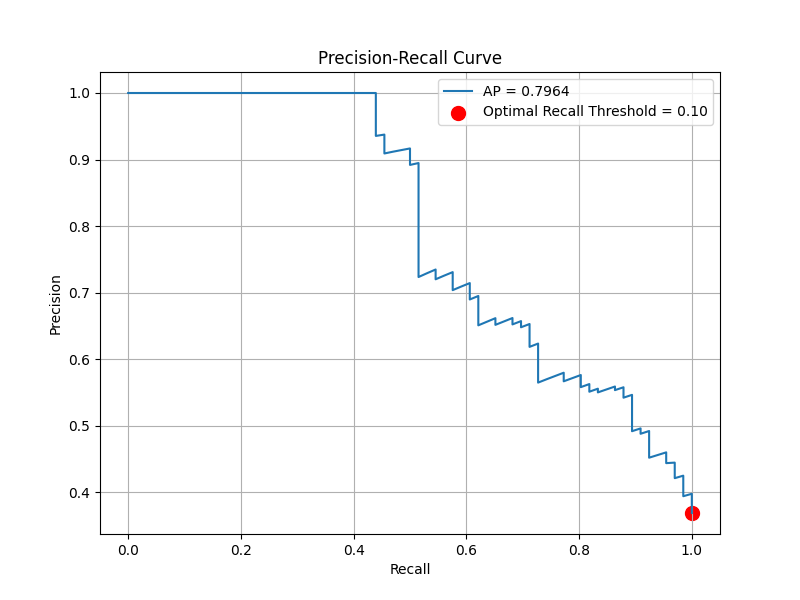 Precision-Recall Curve
AP = 0.7964
Optimal Recall Threshold = 0.10
1.0
0.9
0.8
0.7
0.6
0.5
0.4
Precision
0.0 0.2 0.4 0.6 0.8 1.0
Recall